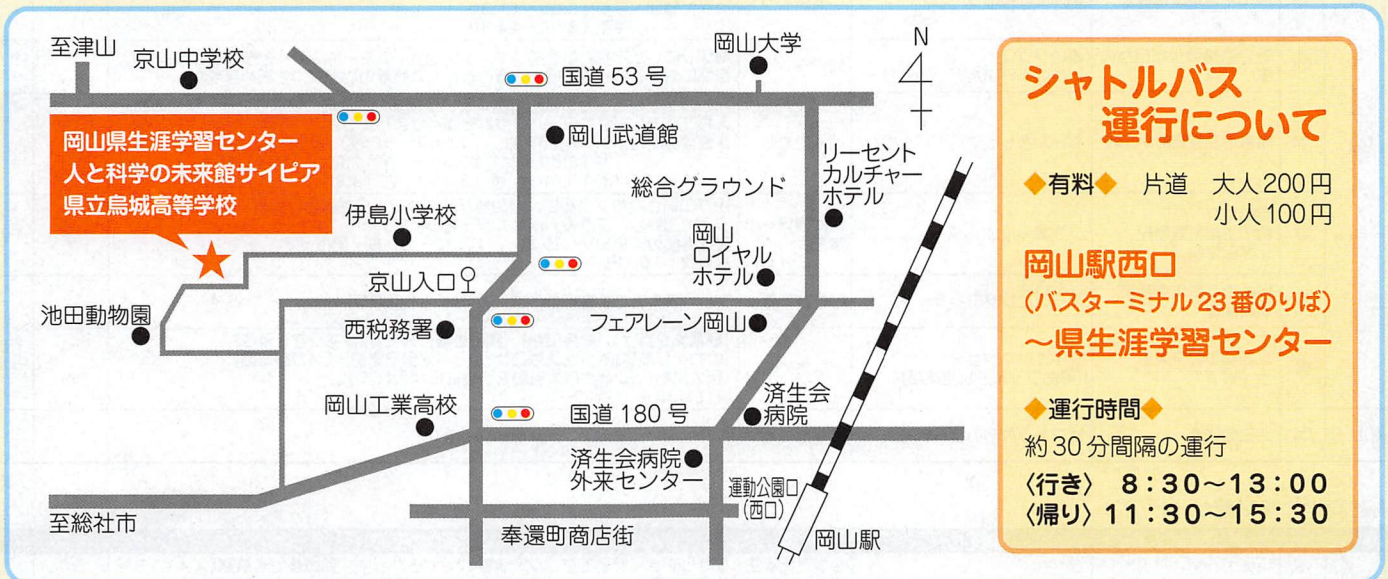 至津山
京山中学校
国道53号
岡山大学
N
岡山県生涯学習センター
人と科学の未来館サイピア
県立烏城高等学校
岡山武道館
総合グラウンド
リーセント
カルチャー
ホテル
伊島小学校
岡山
ロイヤル
ホテル
京山入口
池田動物園
西税務署
フェアレーン岡山
岡山工業高校
国道180号
済生会
病院
済生会病院
外来センター
運動公園口
(西口)
至総社市
奉還町商店街
岡山駅
シャトルバス
運行について
◆有料◆ 片道 大人200円
小人100円
岡山駅西口
(バスターミナル23番のりば)
~県生涯学習センター
◆運行時間◆
約30分間隔の運行
〈行き〉 8:30~13:00
〈帰り〉11:30~15:30